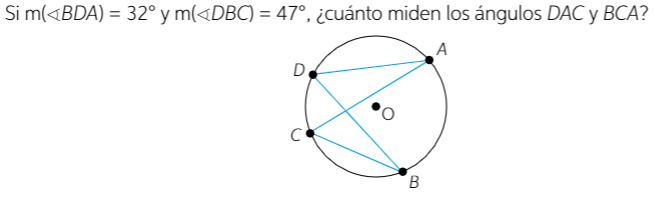 Si m(∢BDA) = 32° y m(∢DBC) = 47°, ¿cuánto miden los ángulos DAC y BCA?
A
D
O
C
B